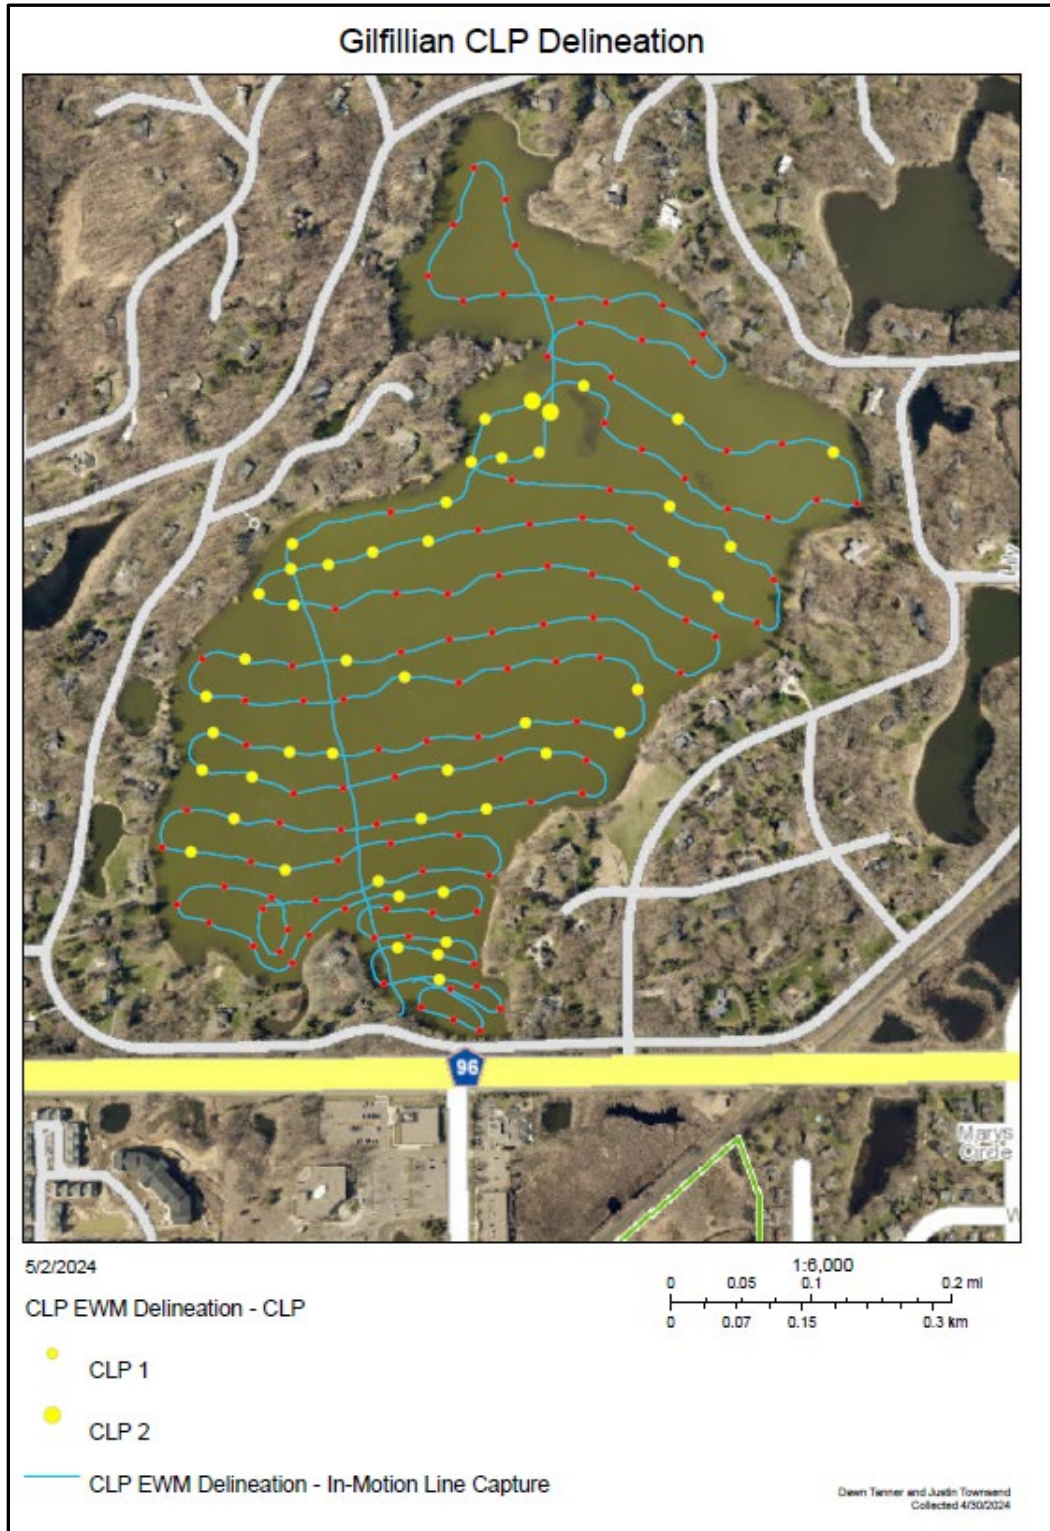 Gilfillian CLP Delineation
96
Marys
Circle
W
5/2/2024
1:6,000
0 0.05 0.1 0.2 mi
0 0.07 0.15 0.3 km
CLP EWM Delineation - CLP
CLP 1
CLP 2
CLP EWM Delineation - In-Motion Line Capture
Dawn Tanner and Justin Townsend
Collected 4/30/2024